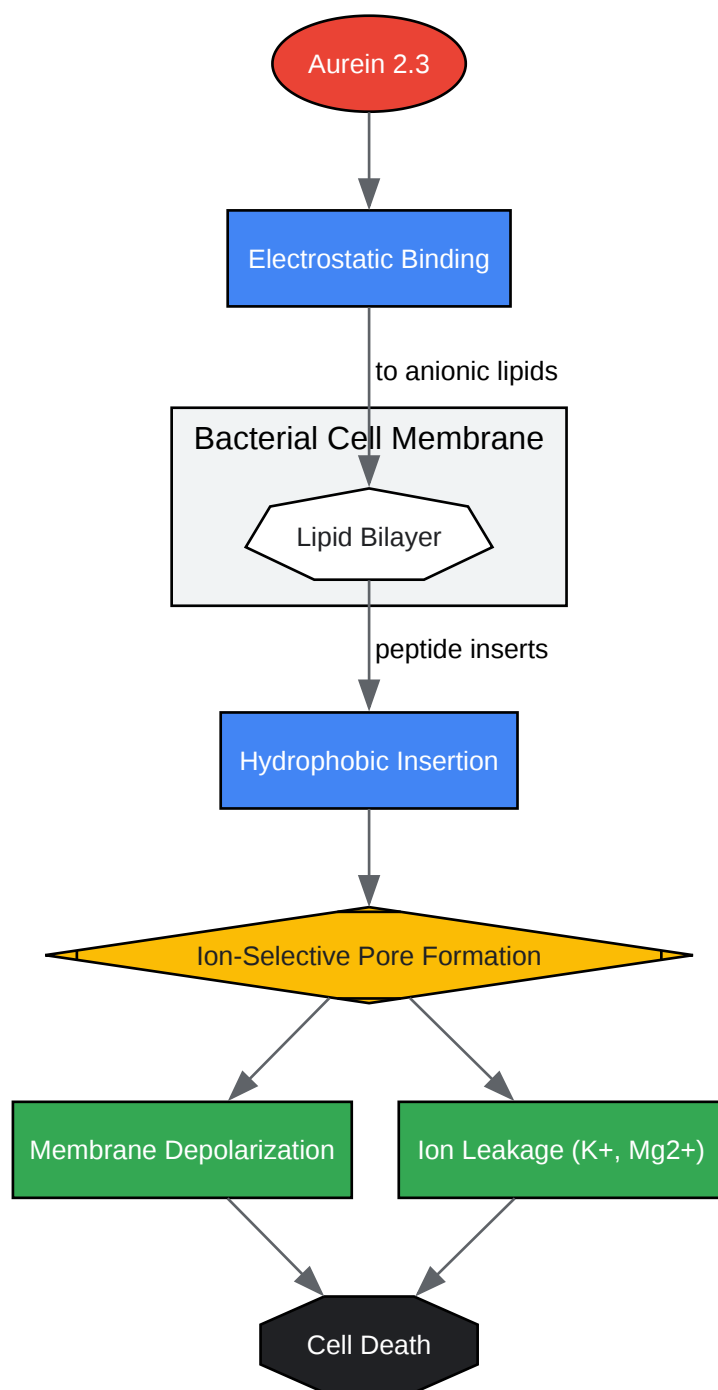 Aurein 2.3
Electrostatic Binding
to anionic lipids
Bacterial Cell Membrane
Lipid Bilayer
peptide inserts
Hydrophobic Insertion
Ion-Selective Pore Formation
Membrane Depolarization
Ion Leakage (K+, Mg2+)
Cell Death